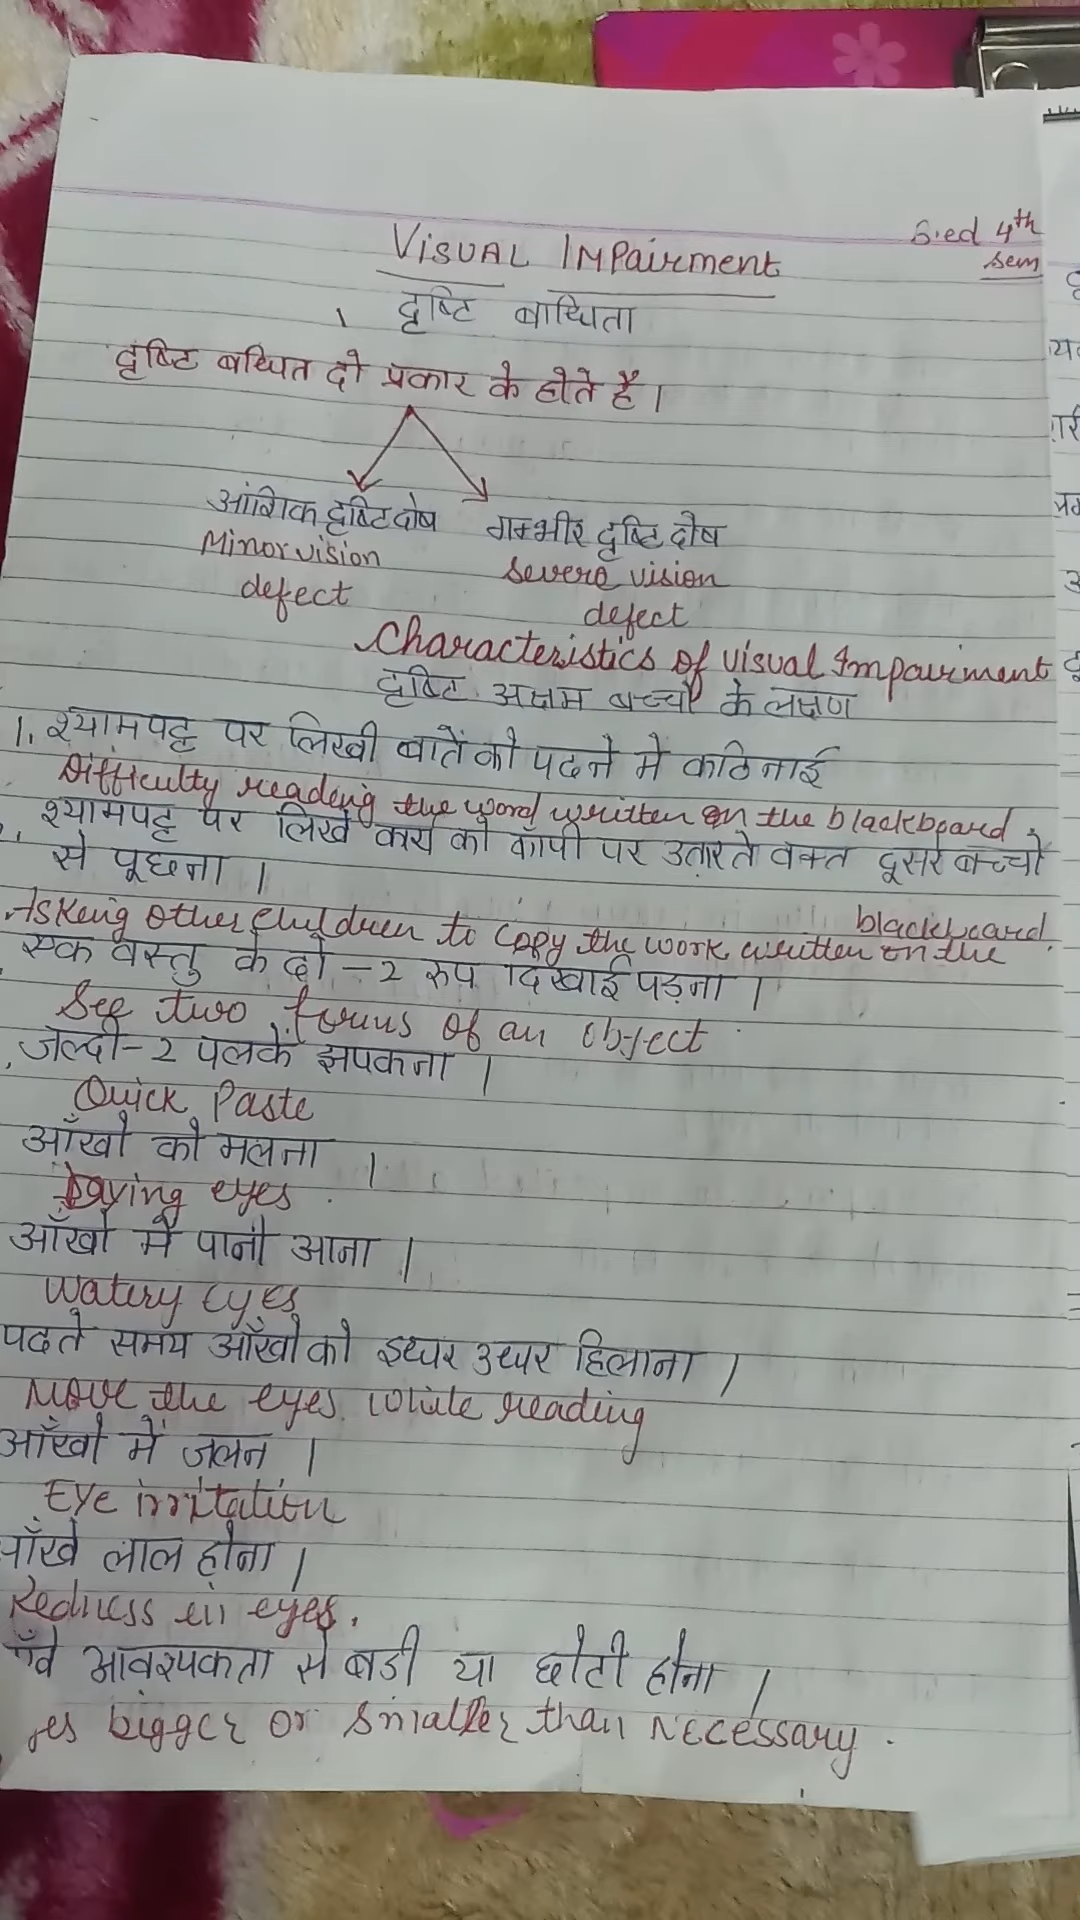 B.ed 4th
sem
Visual Impairment
दृष्टि बाधिता
दृष्टि बधित दो प्रकार के होते है।
आंशिक दृष्टि दोष गम्भीर दृष्टि दोष
Minor vision Severe vision
defect defect
Characteristics of visual Impairment
दृष्टि अक्षम बच्चो के लक्षण
1. श्यामपट्ट पर लिखी बातें को पढने मे कठिनाई
Difficulty reading the word written on the blackboard.
श्यामपट्ट पर लिखे कार्य को कॉपी पर उतारते वक्त दूसरे बच्चो
से पूछना।
Asking other children to copy the work written on the
blackboard.
एक वस्तु के दो-2 रुप दिखाई पड़ना।
See two forms of an object.
जल्दी-2 पलकें झपकना।
Quick Paste
आँखो को मलना।
eyes.
आँखो में पानी आना।
Watery eyes
पढते समय आँखो को इधर उधर हिलाना।
Move the eyes while reading
आँखो में जलन।
Eye irritation
आँखे लाल होना।
Redness in eyes.
आवश्यकता से बडी या छोटी होना।
bigger or smaller than necessary.